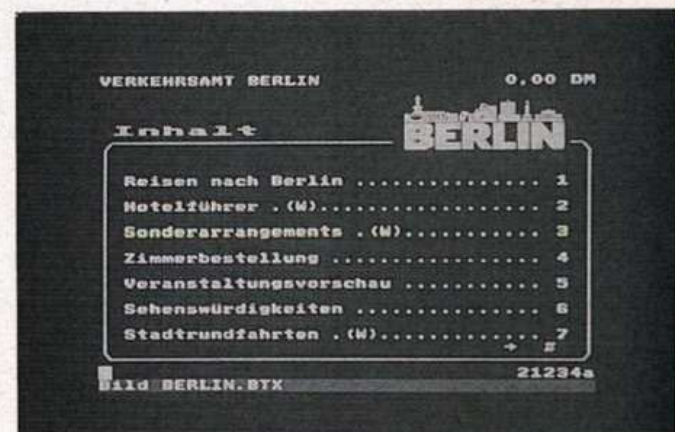 VERKEHRSAMT BERLIN 0,00 DM
Inhalt BERLIN
Reisen nach Berlin ............... 1
Hotelführer .(W).................. 2
Sonderarrangements .(W)........... 3
Zimmerbestellung ................. 4
Veranstaltungsvorschau ........... 5
Sehenswürdigkeiten ............... 6
Stadtrundfahrten .(W)............. 7
→ #
21234a
Bild BERLIN.BTX